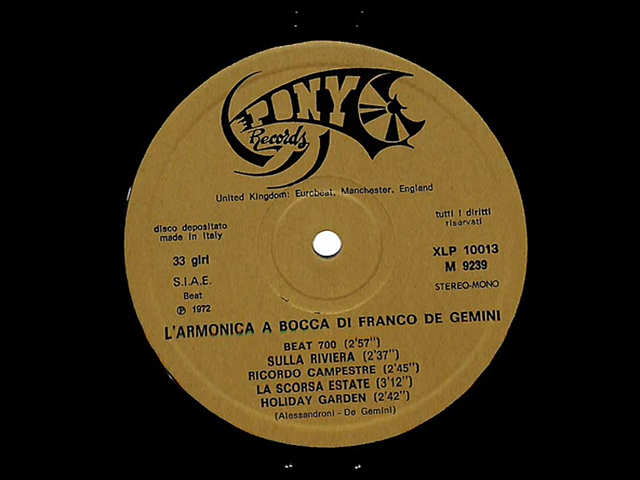 PONY
Records
United Kingdom: Eurobeat, Manchester, England
disco depositato
made in Italy
tutti i diritti
riservati
33 giri
XLP 10013
M 9239
S.I.A.E.
Beat
STEREO-MONO
℗ 1972
L'ARMONICA A BOCCA DI FRANCO DE GEMINI
BEAT 700 (2'57")
SULLA RIVIERA (2'37")
RICORDO CAMPESTRE (2'45")
LA SCORSA ESTATE (3'12")
HOLIDAY GARDEN (2'42")
(Alessandroni - De Gemini)